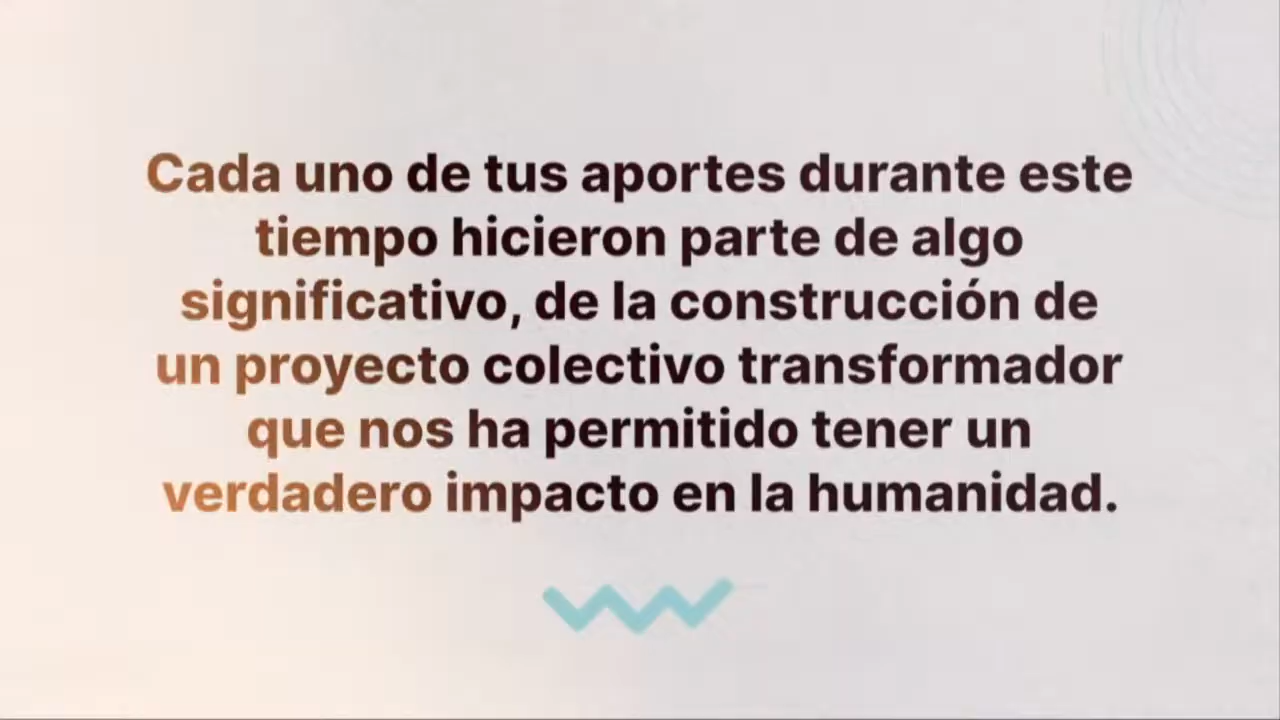 Cada uno de tus aportes durante este
tiempo hicieron parte de algo
significativo, de la construcción de
un proyecto colectivo transformador
que nos ha permitido tener un
verdadero impacto en la humanidad.